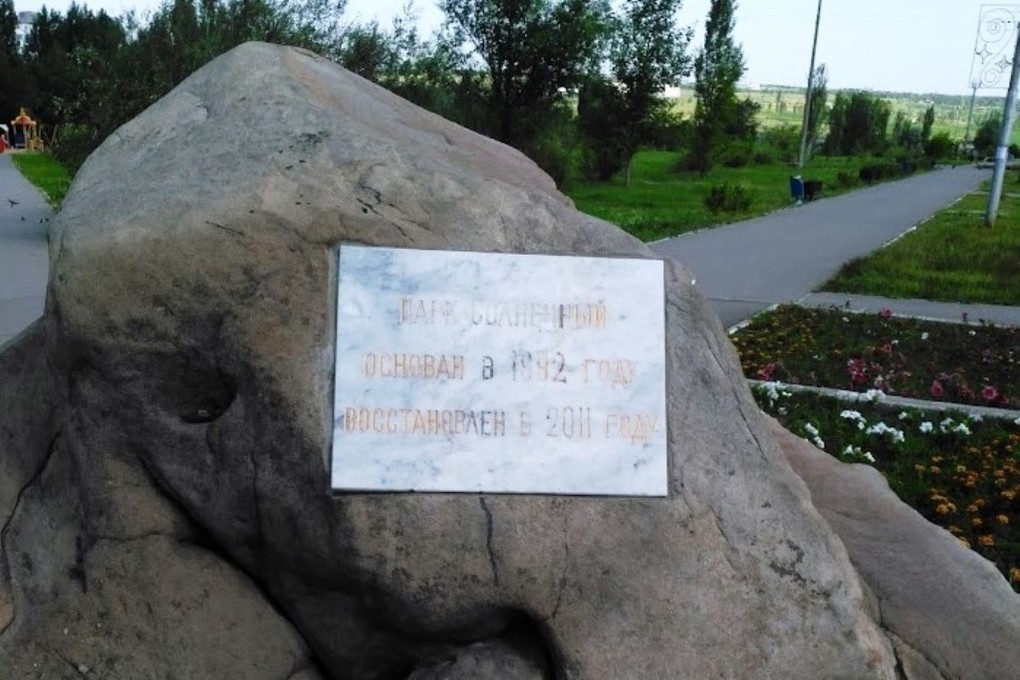 ПАРК СОЛНЕЧНЫЙ
ОСНОВАН В 1992 ГОДУ
ВОССТАНОВЛЕН В 2011 ГОДУ